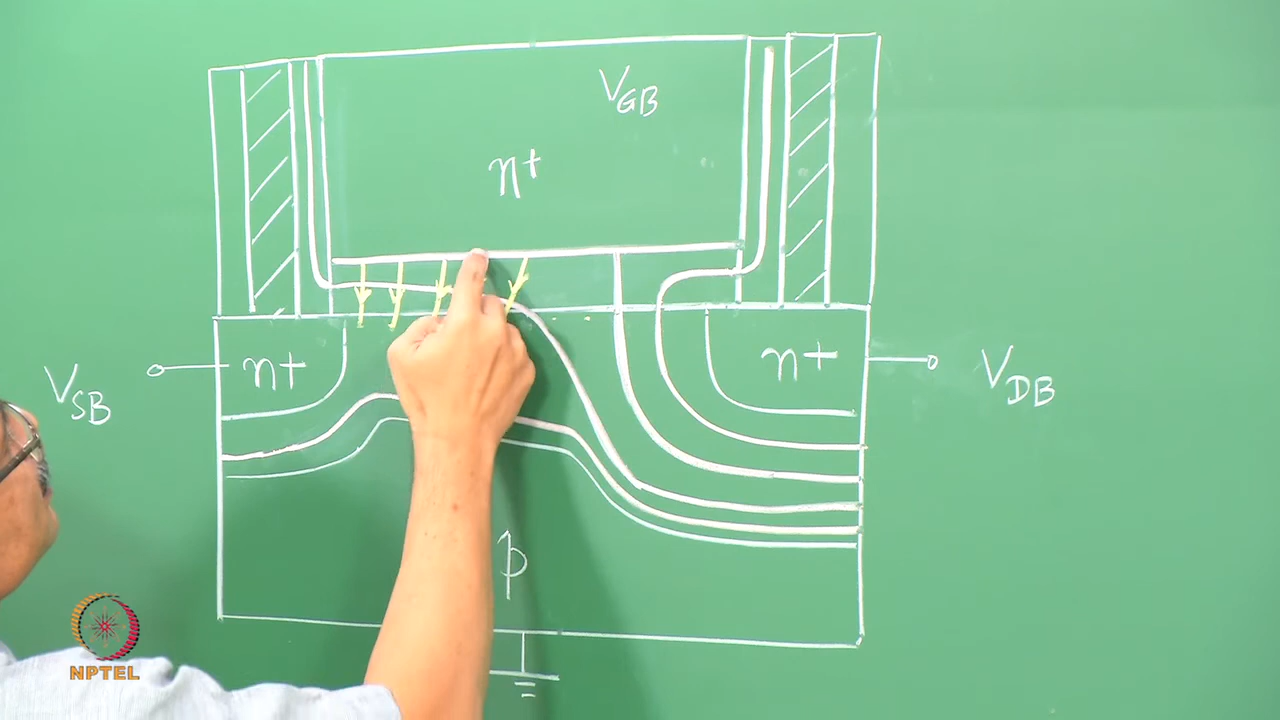 V_GB
n+
V_SB
n+
n+
V_DB
p
NPTEL